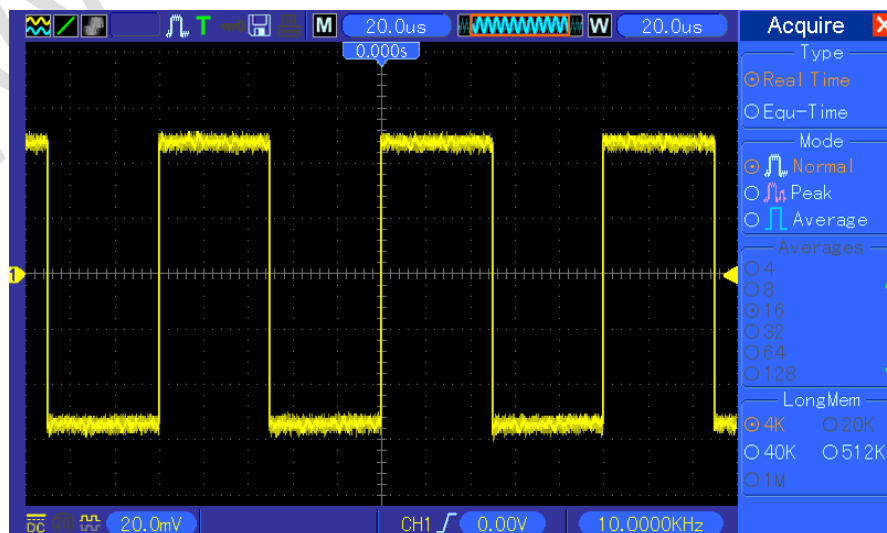 T M 20.0us W 20.0us
0.000s
Acquire X
Type
Real Time
Equ-Time
Mode
Normal
Peak
Average
Averages
4
8
16
32
64
128
LongMem
4K 20K
40K 512K
1M
1
DC 20.0mV CH1 0.00V 10.0000KHz